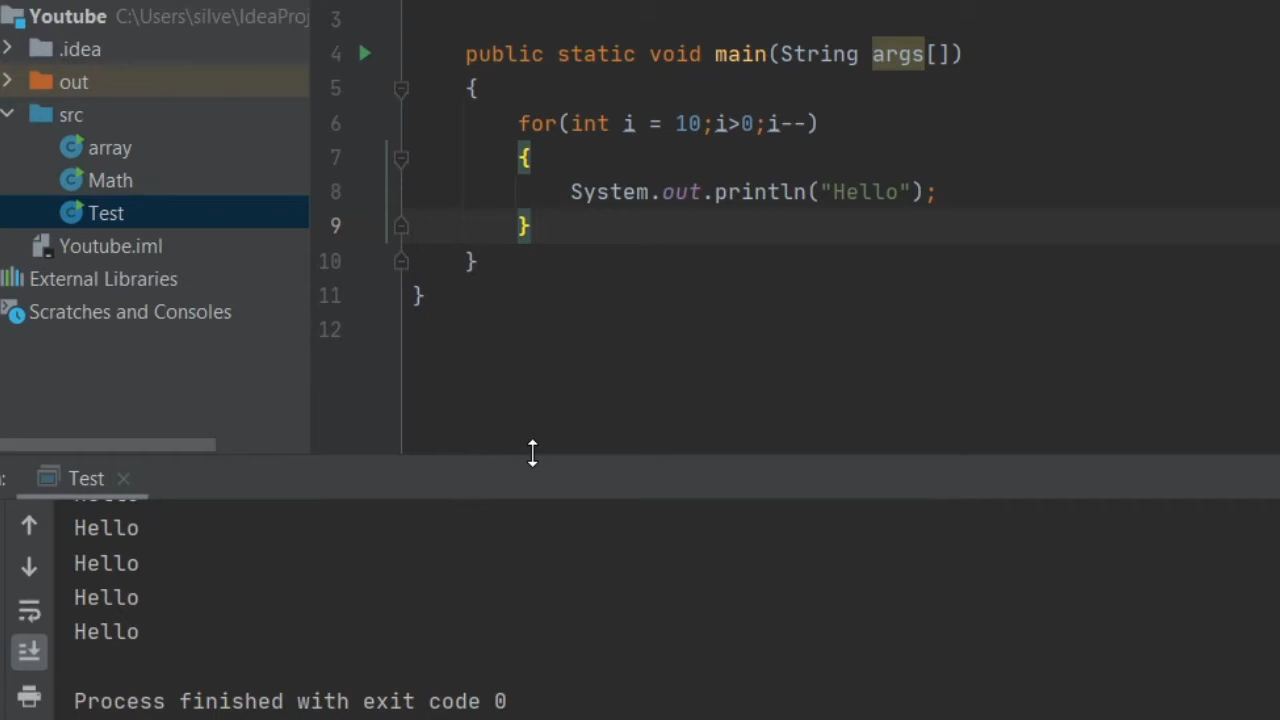 Youtube C:\Users\silve\IdeaProj
.idea
out
src
array
Math
Test
Youtube.iml
External Libraries
Scratches and Consoles
3
4 public static void main(String args[])
5 {
6 for(int i = 10;i>0;i--)
7 {
8 System.out.println("Hello");
9 }
10 }
11 }
12
Test
Hello
Hello
Hello
Hello
Process finished with exit code 0